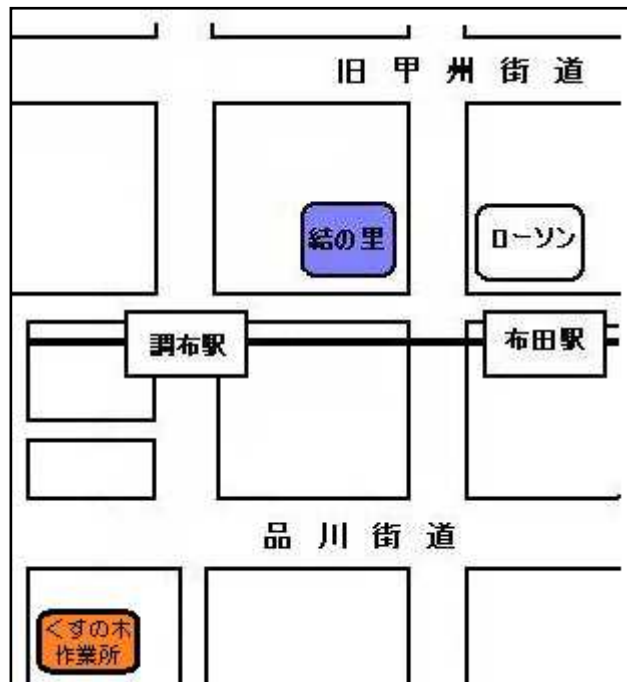 旧甲州街道
結の里
ローソン
調布駅
布田駅
品川街道
くすの木
作業所